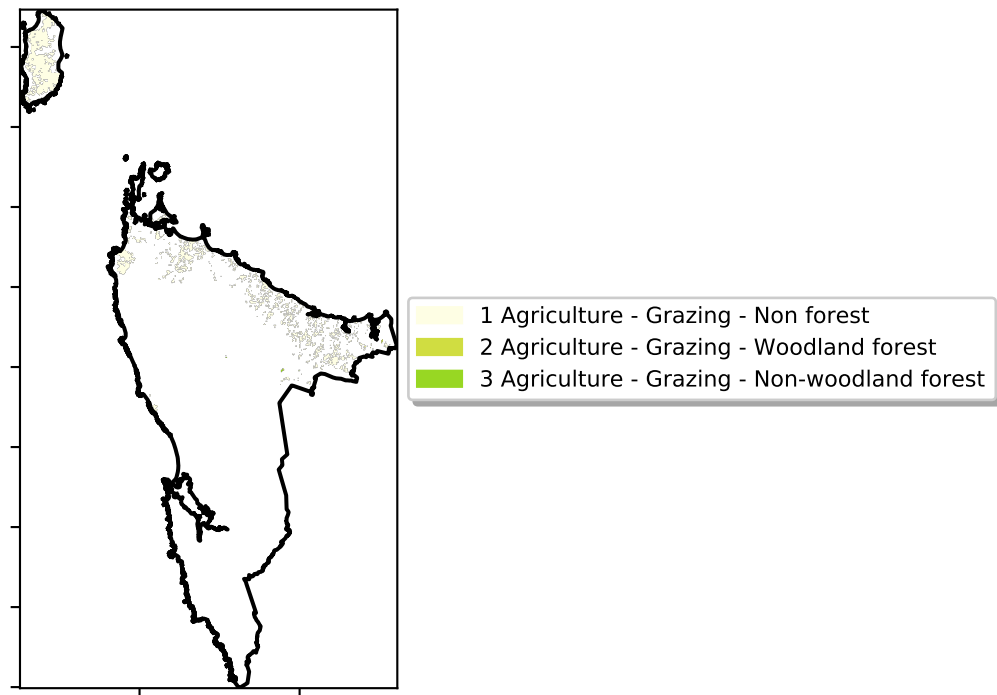 1 Agriculture - Grazing - Non forest
2 Agriculture - Grazing - Woodland forest
3 Agriculture - Grazing - Non-woodland forest